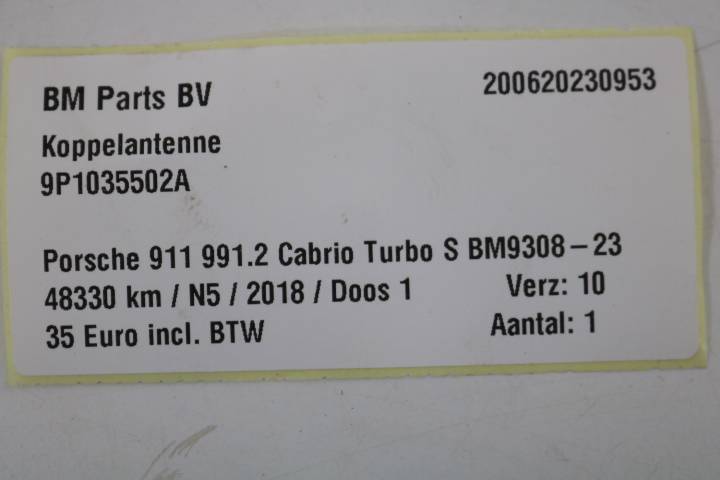 BM Parts BV 200620230953
Koppelantenne
9P1035502A
Porsche 911 991.2 Cabrio Turbo S BM9308-23
48330 km / N5 / 2018 / Doos 1 Verz: 10
35 Euro incl. BTW Aantal: 1